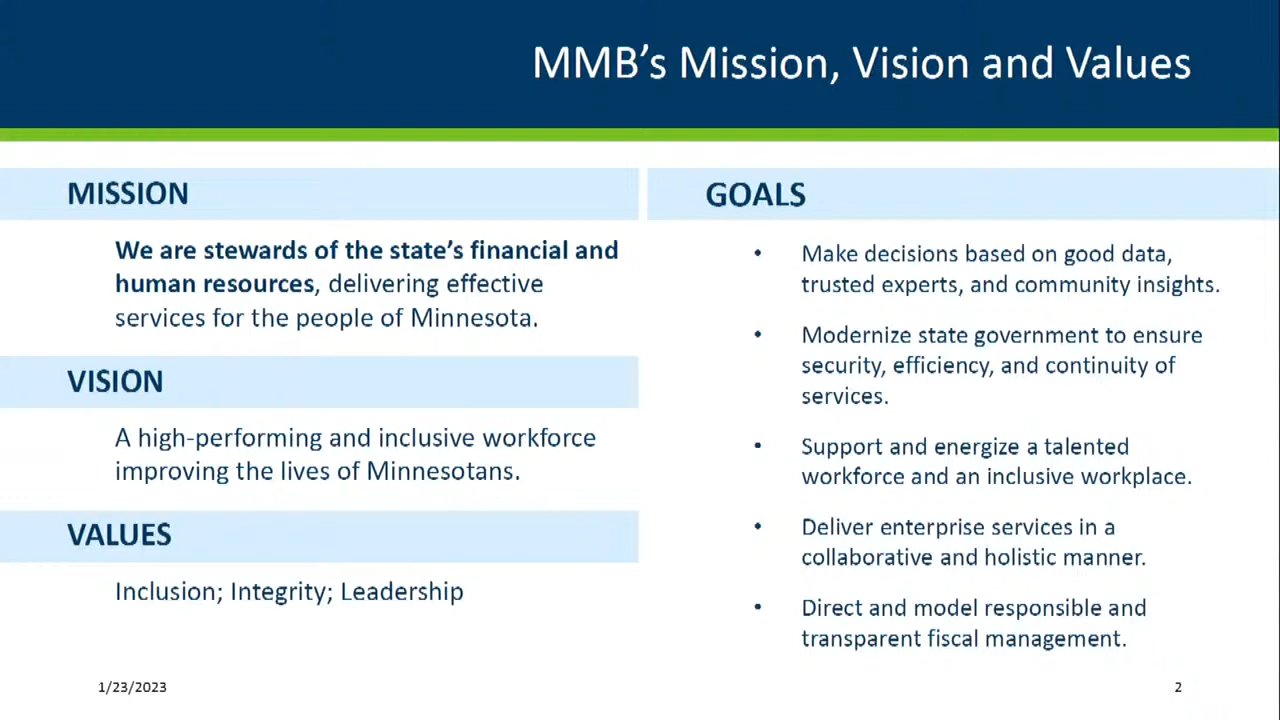 MMB’s Mission, Vision and Values
MISSION
We are stewards of the state’s financial and
human resources, delivering effective
services for the people of Minnesota.
VISION
A high-performing and inclusive workforce
improving the lives of Minnesotans.
VALUES
Inclusion; Integrity; Leadership
GOALS
• Make decisions based on good data,
trusted experts, and community insights.
• Modernize state government to ensure
security, efficiency, and continuity of
services.
• Support and energize a talented
workforce and an inclusive workplace.
• Deliver enterprise services in a
collaborative and holistic manner.
• Direct and model responsible and
transparent fiscal management.
1/23/2023
2